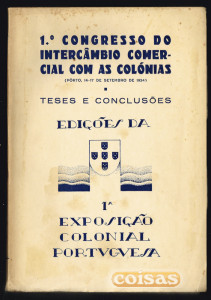 1.º CONGRESSO DO
INTERCÂMBIO COMER-
CIAL COM AS COLÓNIAS
(PÔRTO, 14-17 DE SETEMBRO DE 1934)
TESES E CONCLUSÕES
EDIÇÕES DA
1ª
EXPOSIÇÃO
COLONIAL
PORTUGUESA
coisas